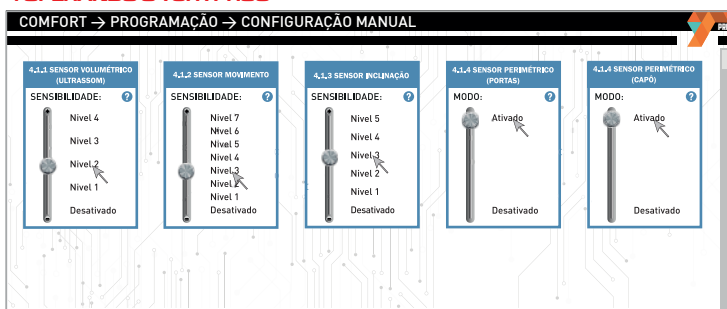 COMFORT → PROGRAMAÇÃO → CONFIGURAÇÃO MANUAL
4.1.1 SENSOR VOLUMÉTRICO
(ULTRASSOM)
SENSIBILIDADE: ?
Nivel 4
Nivel 3
Nivel 2
Nivel 1
Desativado
4.1.2 SENSOR MOVIMENTO
SENSIBILIDADE: ?
Nivel 7
Nivel 6
Nivel 5
Nivel 4
Nivel 3
Nivel 2
Nivel 1
Desativado
4.1.3 SENSOR INCLINAÇÃO
SENSIBILIDADE: ?
Nivel 5
Nivel 4
Nivel 3
Nivel 2
Nivel 1
Desativado
4.1.4 SENSOR PERIMÉTRICO
(PORTAS)
MODO: ?
Ativado
Desativado
4.1.4 SENSOR PERIMÉTRICO
(CAPÔ)
MODO: ?
Ativado
Desativado